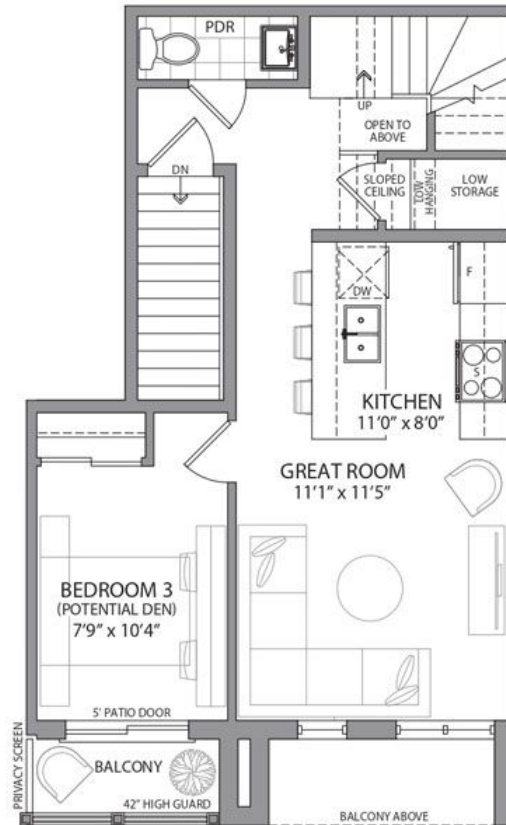 PDR
UP
OPEN TO
ABOVE
DN
SLOPED
CEILING
LOW
HANGING
LOW
STORAGE
DW
F
S
KITCHEN
11'0" x 8'0"
GREAT ROOM
11'1" x 11'5"
BEDROOM 3
(POTENTIAL DEN)
7'9" x 10'4"
5' PATIO DOOR
PRIVACY SCREEN
BALCONY
42" HIGH GUARD
BALCONY ABOVE